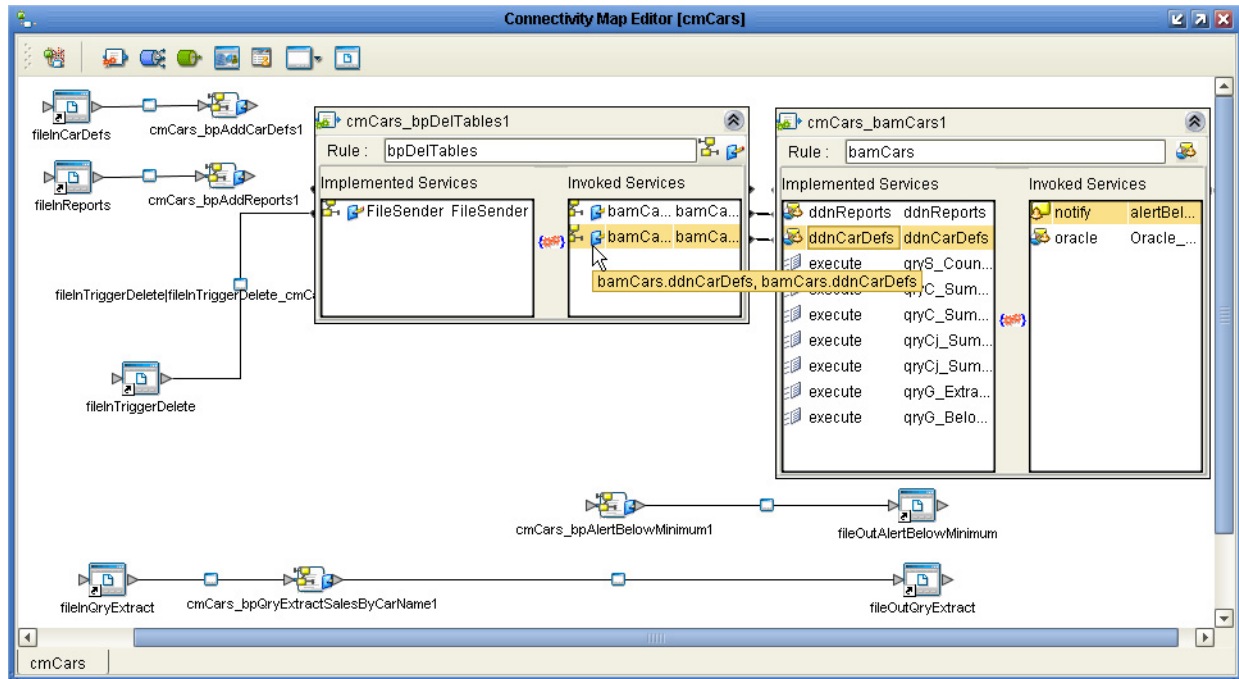 Connectivity Map Editor [cmCars]
fileInCarDefs
cmCars_bpAddCarDefs1
fileInReports
cmCars_bpAddReports1
fileInTriggerDelete|fileInTriggerDelete_cmC
fileInTriggerDelete
cmCars_bpDelTables1
Rule : bpDelTables
Implemented Services Invoked Services
FileSender FileSender
bamCa... bamCa...
bamCa... bamCa...
bamCars.ddnCarDefs, bamCars.ddnCarDefs
cmCars_bamCars1
Rule : bamCars
Implemented Services Invoked Services
ddnReports ddnReports notify alertBel...
ddnCarDefs ddnCarDefs oracle Oracle_...
execute qryS_Coun...
yC_Sum...
execute qryC_Sum...
execute qryCj_Sum...
execute qryCj_Sum...
execute qryG_Extra...
execute qryG_Belo...
cmCars_bpAlertBelowMinimum1
fileOutAlertBelowMinimum
fileInQryExtract
cmCars_bpQryExtractSalesByCarName1
fileOutQryExtract
cmCars